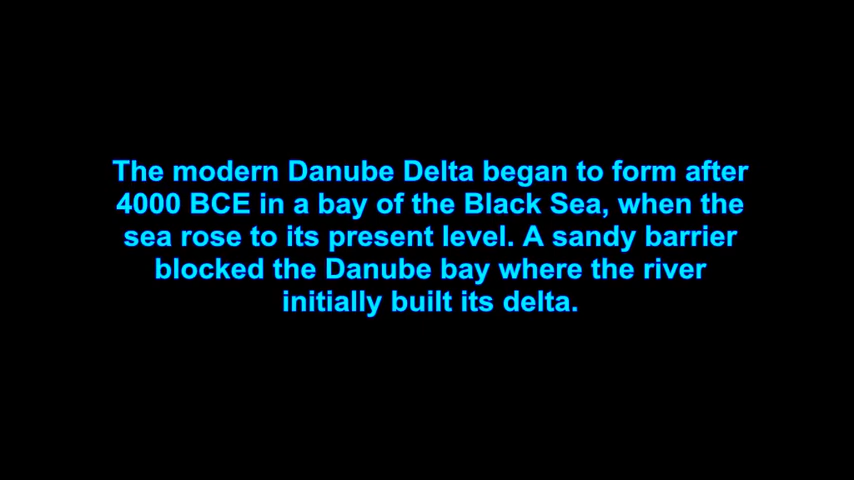 The modern Danube Delta began to form after
4000 BCE in a bay of the Black Sea, when the
sea rose to its present level. A sandy barrier
blocked the Danube bay where the river
initially built its delta.